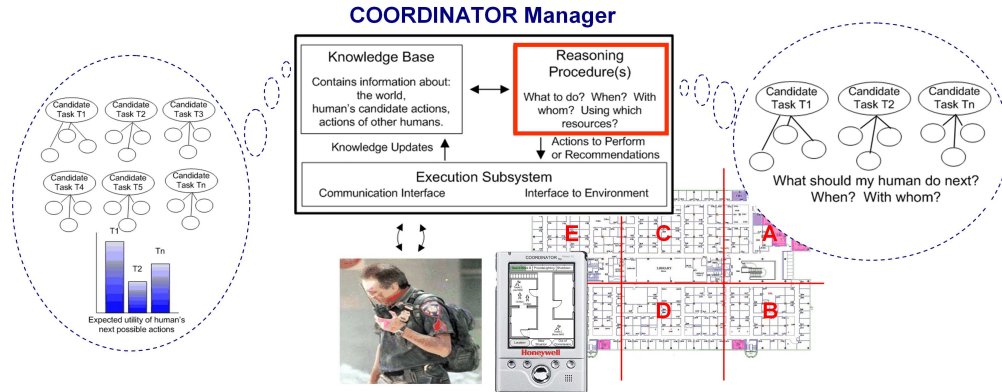 COORDINATOR Manager
Knowledge Base
Contains information about:
the world,
human's candidate actions,
actions of other humans.
Reasoning
Procedure(s)
What to do? When? With
whom? Using which
resources?
Knowledge Updates
Actions to Perform
or Recommendations
Execution Subsystem
Communication Interface
Interface to Environment
Candidate
Task T1
Candidate
Task T2
Candidate
Task T3
Candidate
Task T4
Candidate
Task T5
Candidate
Task Tn
T1
T2
Tn
Expected utility of human's
next possible actions
Candidate
Task T1
Candidate
Task T2
Candidate
Task Tn
What should my human do next?
When? With whom?
E
C
A
D
B
LIBRARY
COORDINATOR
Honeywell